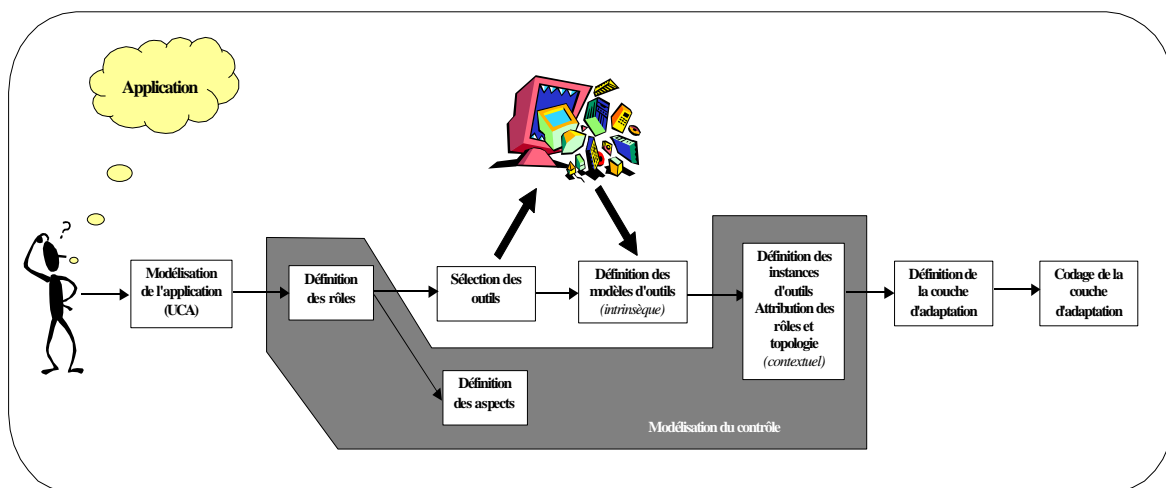 Application
?
Modélisation
de l'application
(UCA)
Définition
des rôles
Sélection des
outils
Définition des
modèles d'outils
(intrinsèque)
Définition des
instances
d'outils
Attribution des
rôles et
topologie
(contextuel)
Définition de
la couche
d'adaptation
Codage de la
couche
d'adaptation
Définition
des aspects
Modélisation du contrôle